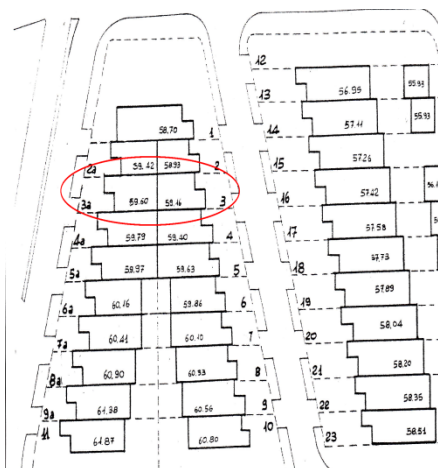 12
13 56.99 55.93
14 57.11 55.93
58.70 1
15 57.26
2a 59.42 58.93 2
16 57.42
3a 59.60 59.16 3
17 57.58
4a 59.79 59.40 4
18 57.73
5a 59.97 59.63 5
19 57.89
6a 60.16 59.86 6
20 58.04
7a 60.41 60.10 7
21 58.20
8a 60.90 60.33 8
22 58.36
9a 61.38 60.56 9
23 58.51
11 61.87 60.80 10